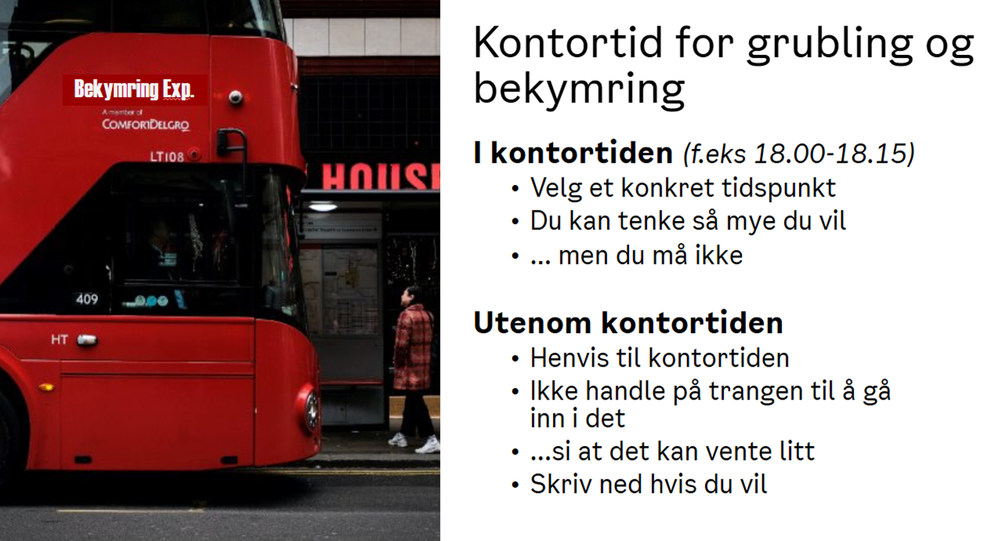 Bekymring Exp.
A member of
COMFORTDELGRO
LT108
HOUSE
409
HT
Kontortid for grubling og
bekymring
I kontortiden (f.eks 18.00-18.15)
• Velg et konkret tidspunkt
• Du kan tenke så mye du vil
• ... men du må ikke
Utenom kontortiden
• Henvis til kontortiden
• Ikke handle på trangen til å gå
inn i det
• ...si at det kan vente litt
• Skriv ned hvis du vil